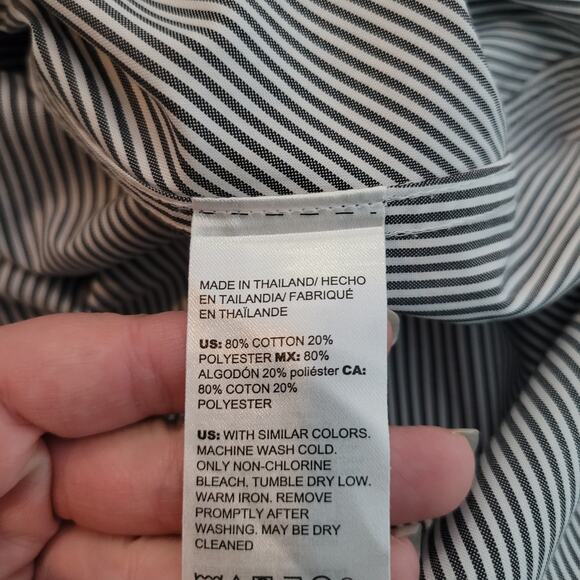 MADE IN THAILAND/ HECHO
EN TAILANDIA/ FABRIQUÉ
EN THAÏLANDE
US: 80% COTTON 20%
POLYESTER MX: 80%
ALGODÓN 20% poliéster CA:
80% COTON 20%
POLYESTER
US: WITH SIMILAR COLORS.
MACHINE WASH COLD.
ONLY NON-CHLORINE
BLEACH, TUMBLE DRY LOW.
WARM IRON. REMOVE
PROMPTLY AFTER
WASHING. MAY BE DRY
CLEANED